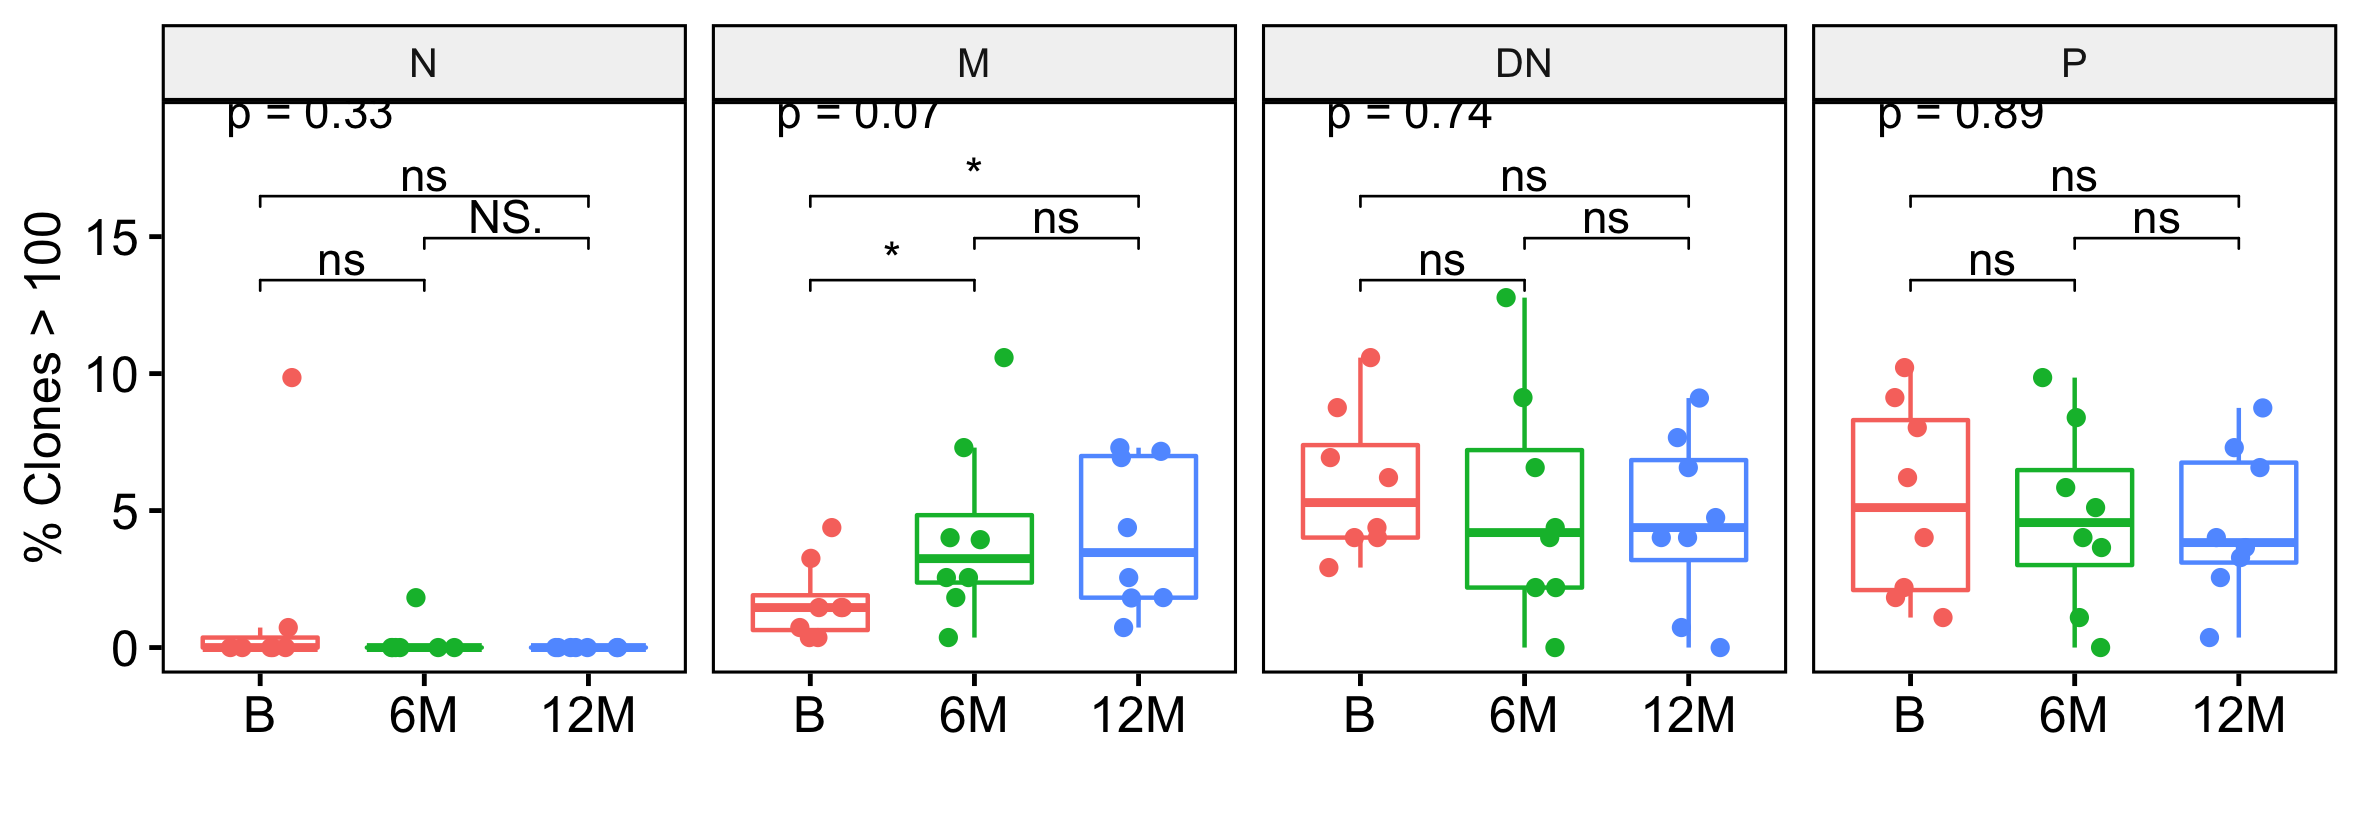 N M DN P
p = 0.33 p = 0.07 p = 0.74 p = 0.89
ns * ns ns
NS. ns ns ns
ns * ns ns
% Clones > 100
15
10
5
0
B 6M 12M B 6M 12M B 6M 12M B 6M 12M